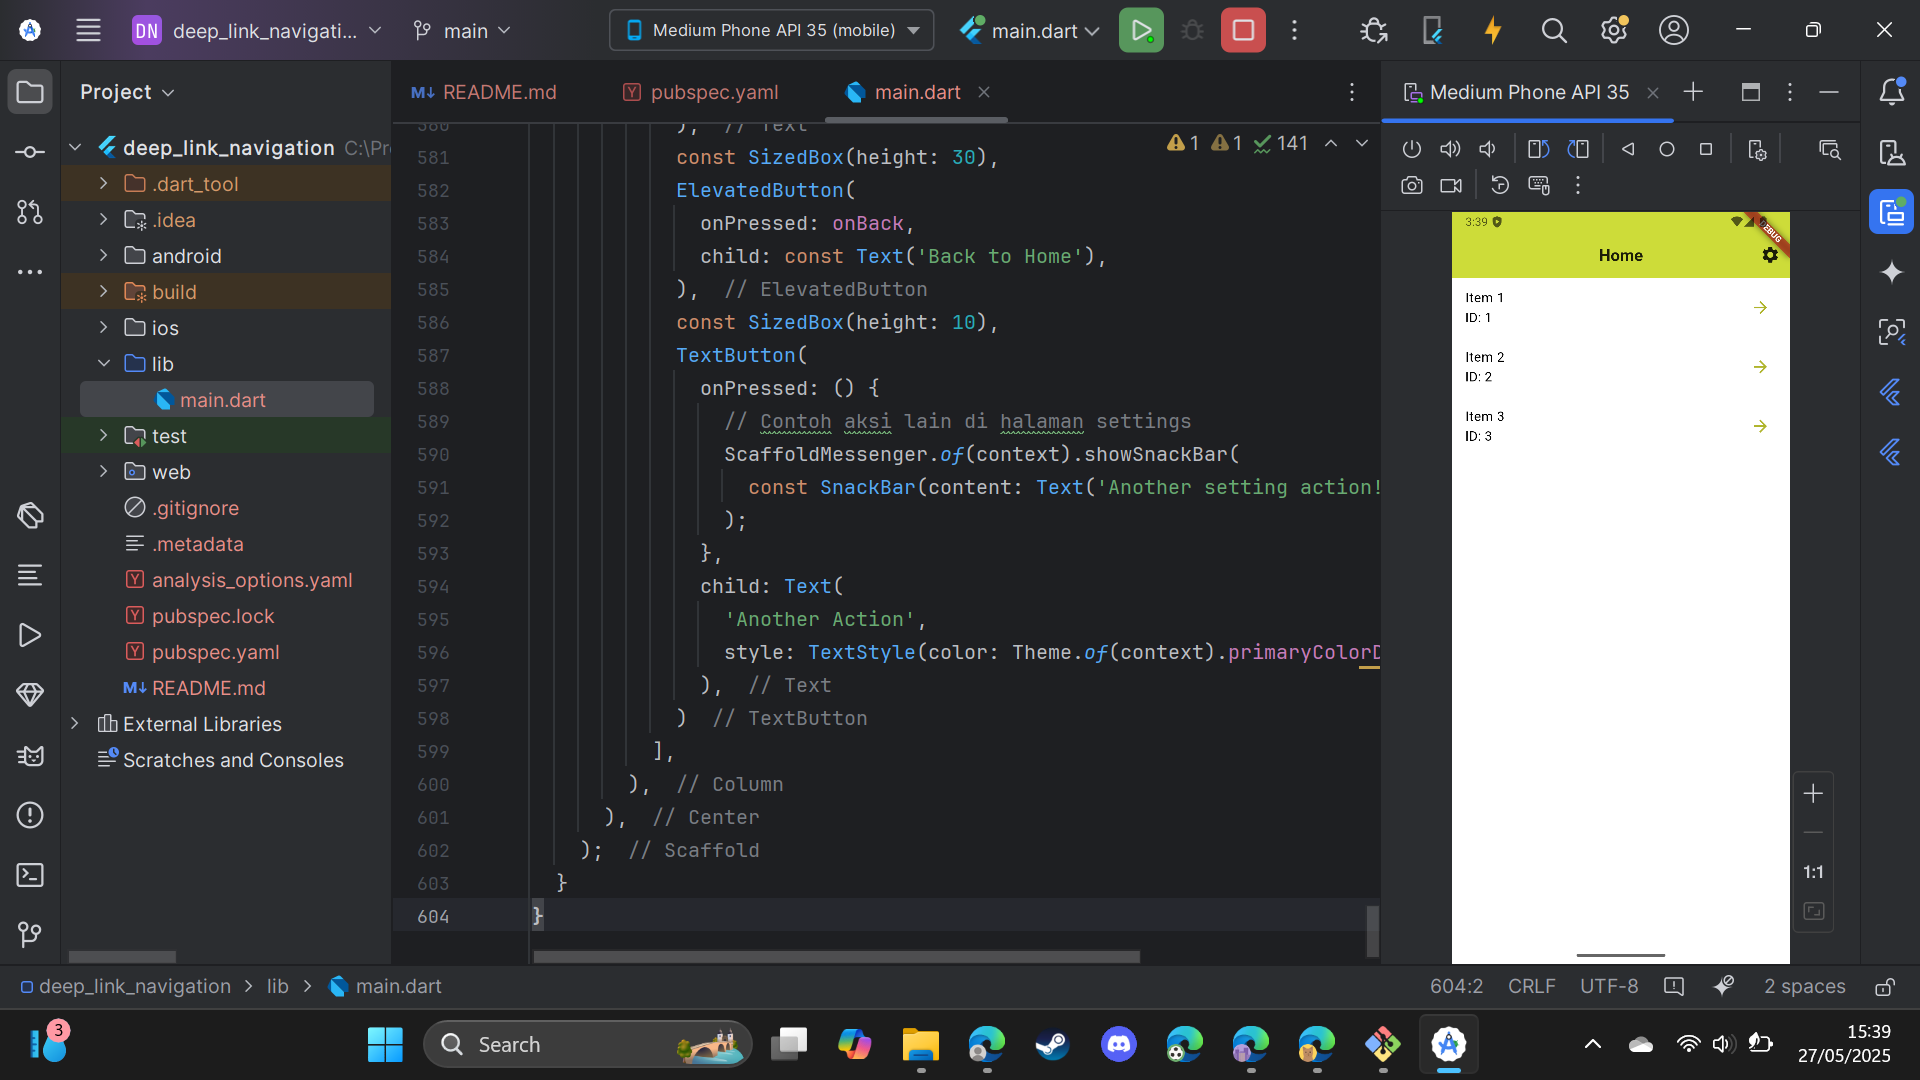 DN deep_link_navigati... main Medium Phone API 35 (mobile) main.dart
Project
README.md pubspec.yaml main.dart
Medium Phone API 35
deep_link_navigation C:\Pr
.dart_tool
.idea
android
build
ios
lib
main.dart
test
web
.gitignore
.metadata
analysis_options.yaml
pubspec.lock
pubspec.yaml
M↓ README.md
External Libraries
Scratches and Consoles
1 1 141
580 ), // Text
581 const SizedBox(height: 30),
582 ElevatedButton(
583 onPressed: onBack,
584 child: const Text('Back to Home'),
585 ), // ElevatedButton
586 const SizedBox(height: 10),
587 TextButton(
588 onPressed: () {
589 // Contoh aksi lain di halaman settings
590 ScaffoldMessenger.of(context).showSnackBar(
591 const SnackBar(content: Text('Another setting action!
592 );
593 },
594 child: Text(
595 'Another Action',
596 style: TextStyle(color: Theme.of(context).primaryColorD
597 ), // Text
598 ) // TextButton
599 ],
600 ), // Column
601 ), // Center
602 ); // Scaffold
603 }
604 }
3:39
Home
Item 1
ID: 1
Item 2
ID: 2
Item 3
ID: 3
1:1
deep_link_navigation > lib > main.dart
604:2 CRLF UTF-8 2 spaces
3
Search
15:39
27/05/2025